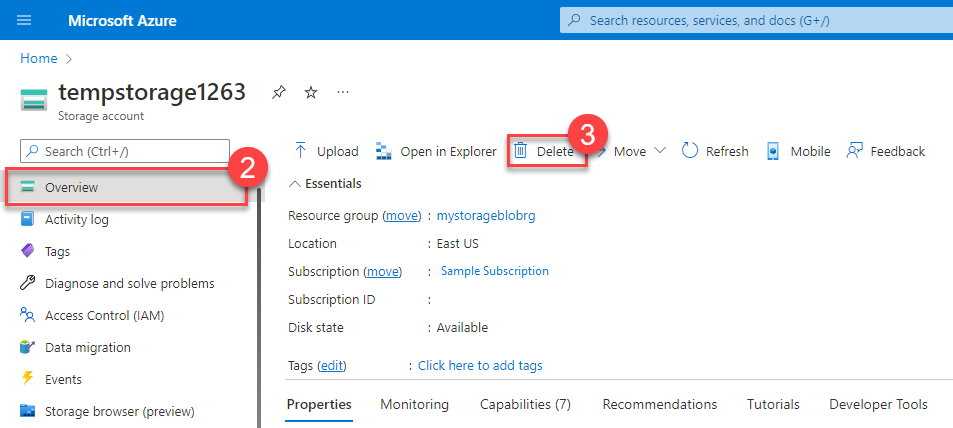 Microsoft Azure
Search resources, services, and docs (G+/)
Home
tempstorage1263
Storage account
Search (Ctrl+/)
2
Overview
Activity log
Tags
Diagnose and solve problems
Access Control (IAM)
Data migration
Events
Storage browser (preview)
Upload Open in Explorer Delete Move Refresh Mobile Feedback
3
Essentials
Resource group (move) : mystorageblobrg
Location : East US
Subscription (move) : Sample Subscription
Subscription ID :
Disk state : Available
Tags (edit) : Click here to add tags
Properties Monitoring Capabilities (7) Recommendations Tutorials Developer Tools